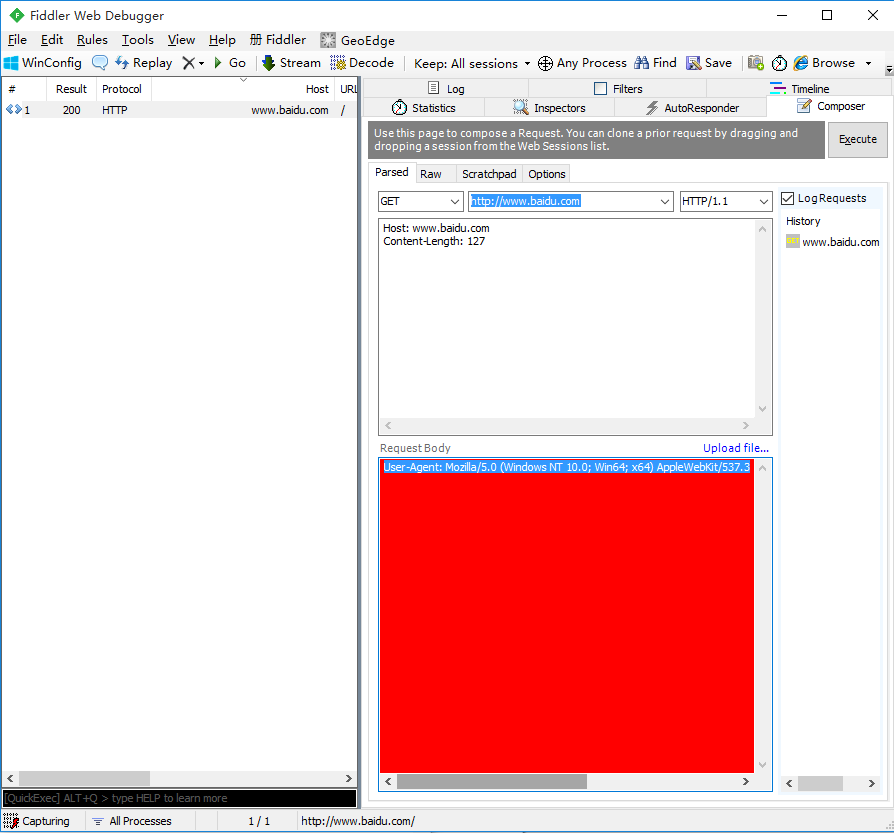 Fiddler Web Debugger
File Edit Rules Tools View Help 册 Fiddler GeoEdge
WinConfig Replay Go Stream Decode Keep: All sessions Any Process Find Save Browse
# Result Protocol Host URL
1 200 HTTP www.baidu.com /
Log Filters Timeline
Statistics Inspectors AutoResponder Composer
Use this page to compose a Request. You can clone a prior request by dragging and
dropping a session from the Web Sessions list.
Execute
Parsed Raw Scratchpad Options
GET http://www.baidu.com HTTP/1.1
Host: www.baidu.com
Content-Length: 127
Log Requests
History
GET www.baidu.com
Request Body Upload file...
User-Agent: Mozilla/5.0 (Windows NT 10.0; Win64; x64) AppleWebKit/537.3
[QuickExec] ALT+Q > type HELP to learn more
Capturing All Processes 1 / 1 http://www.baidu.com/